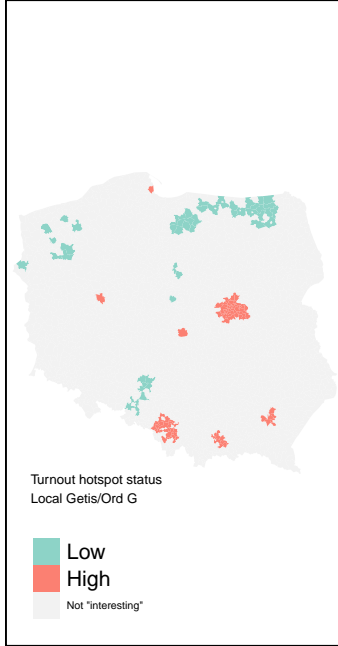 Turnout hotspot status
Local Getis/Ord G
Low
High
Not "interesting"